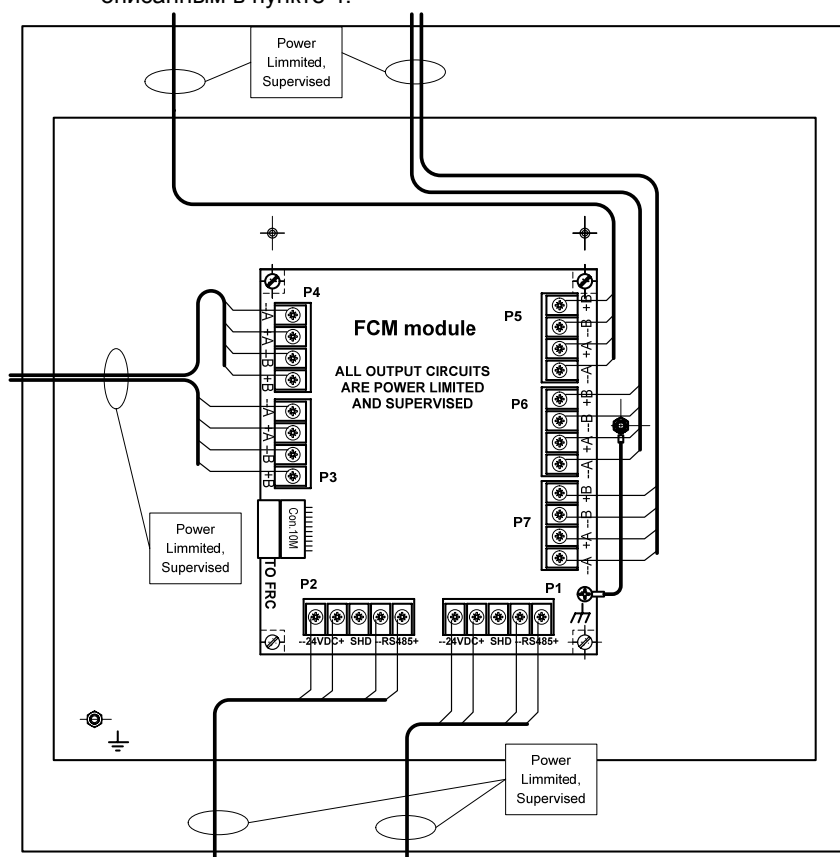 описанным в пункте
Power
Limmited,
Supervised
P4
--A
+A
--B
+B
FCM module
ALL OUTPUT CIRCUITS
ARE POWER LIMITED
AND SUPERVISED
P5
+B
--B
+A
--A
P6
+B
--B
+A
--A
--A
+A
--B
+B
P3
P7
+B
--B
+A
--A
Power
Limmited,
Supervised
Con.10M
TO FRC
P2
P1
--24VDC+ SHD --RS485+
--24VDC+ SHD --RS485+
Power
Limmited,
Supervised